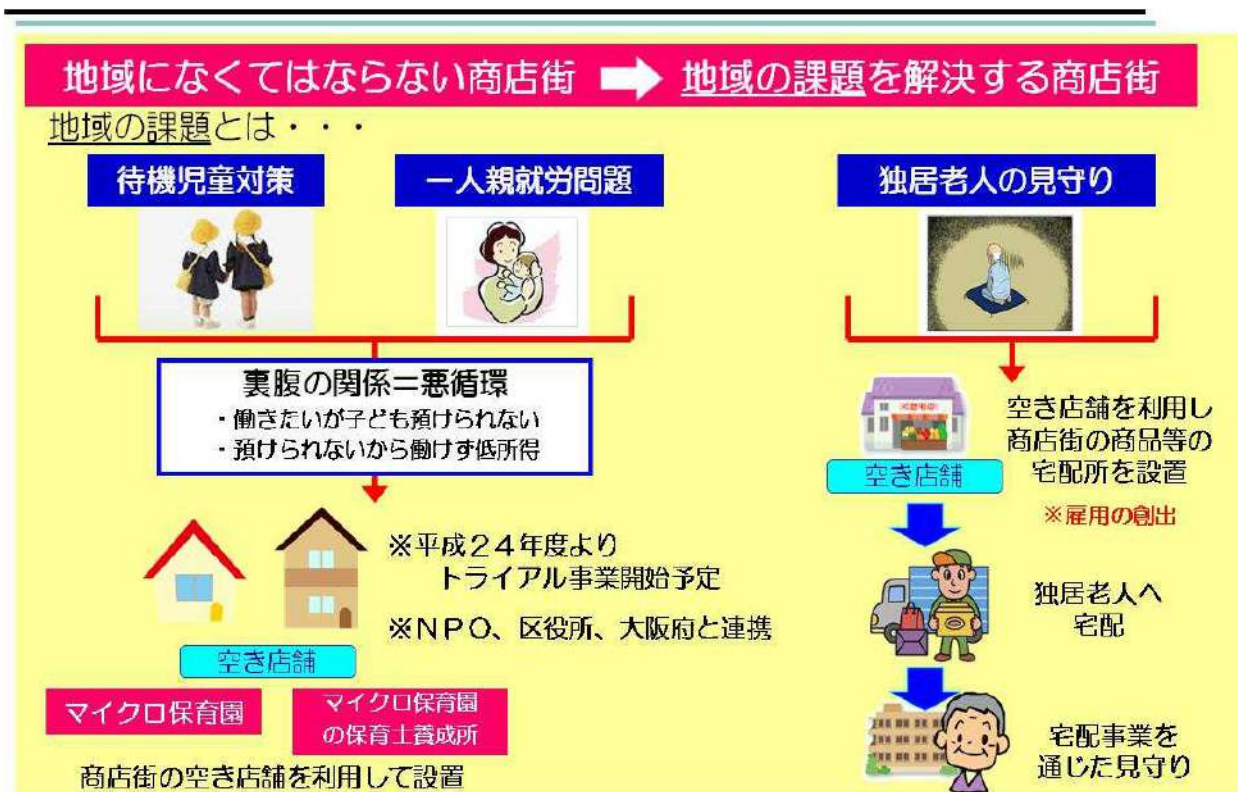 地域になくてはならない商店街 ➡ 地域の課題を解決する商店街
地域の課題とは・・・
待機児童対策
一人親就労問題
裏腹の関係＝悪循環
・働きたいが子ども預けられない
・預けられないから働けず低所得
※平成２４年度より
トライアル事業開始予定
※ＮＰＯ、区役所、大阪府と連携
空き店舗
マイクロ保育園
マイクロ保育園
の保育士養成所
商店街の空き店舗を利用して設置
独居老人の見守り
空き店舗
空き店舗を利用し
商店街の商品等の
宅配所を設置
※雇用の創出
独居老人へ
宅配
宅配事業を
通じた見守り